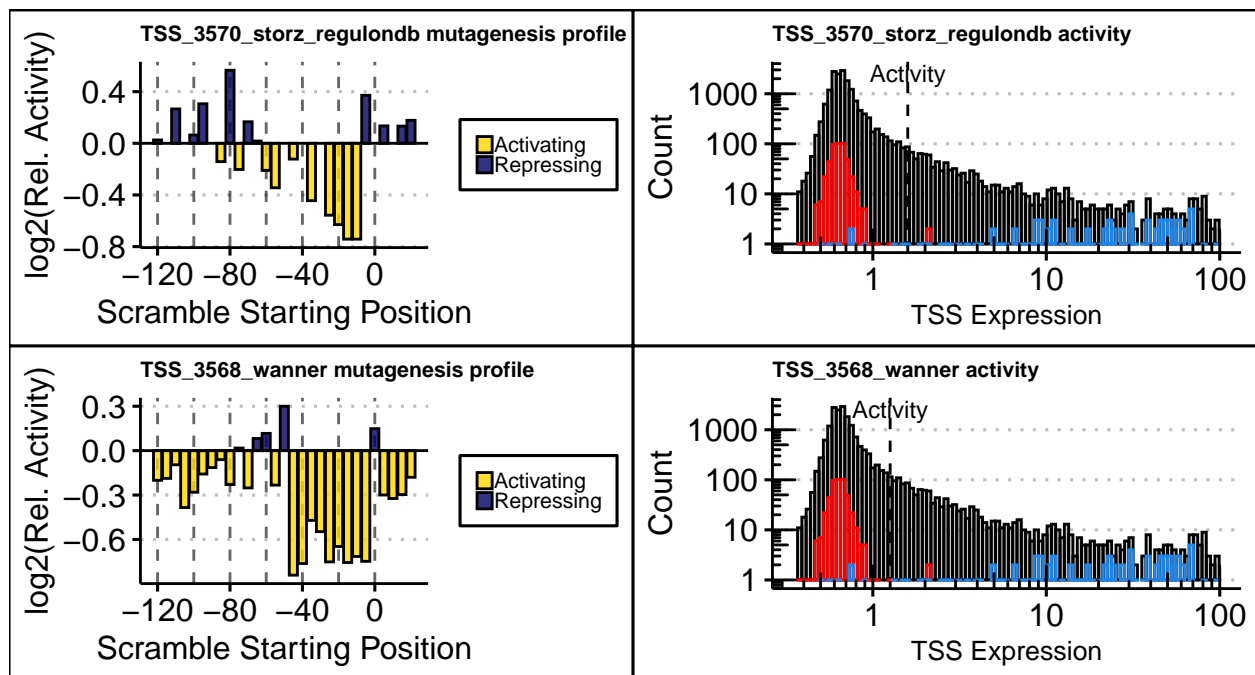 TSS_3570_storz_regulondb mutagenesis profile
log2(Rel. Activity)
0.4
0.0
−0.4
−0.8
−120
−80
−40
0
Scramble Starting Position
Activating
Repressing
TSS_3570_storz_regulondb activity
Activity
Count
1000
100
10
1
1
10
100
TSS Expression
TSS_3568_wanner mutagenesis profile
log2(Rel. Activity)
0.3
0.0
−0.3
−0.6
−120
−80
−40
0
Scramble Starting Position
Activating
Repressing
TSS_3568_wanner activity
Activity
Count
1000
100
10
1
1
10
100
TSS Expression